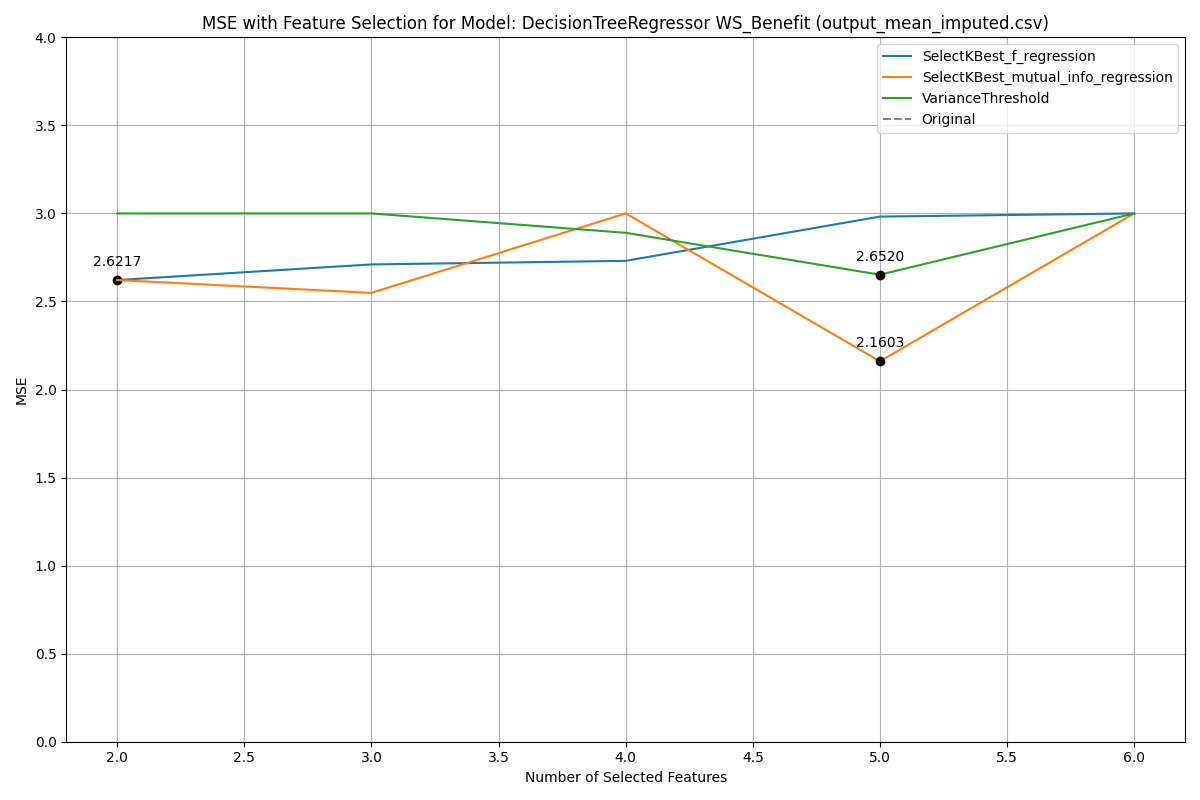 MSE with Feature Selection for Model: DecisionTreeRegressor WS_Benefit (output_mean_imputed.csv)
4.0
3.5
3.0
2.5
2.0
1.5
1.0
0.5
0.0
MSE
SelectKBest_f_regression
SelectKBest_mutual_info_regression
VarianceThreshold
Original
2.6217
2.6520
2.1603
2.0 2.5 3.0 3.5 4.0 4.5 5.0 5.5 6.0
Number of Selected Features